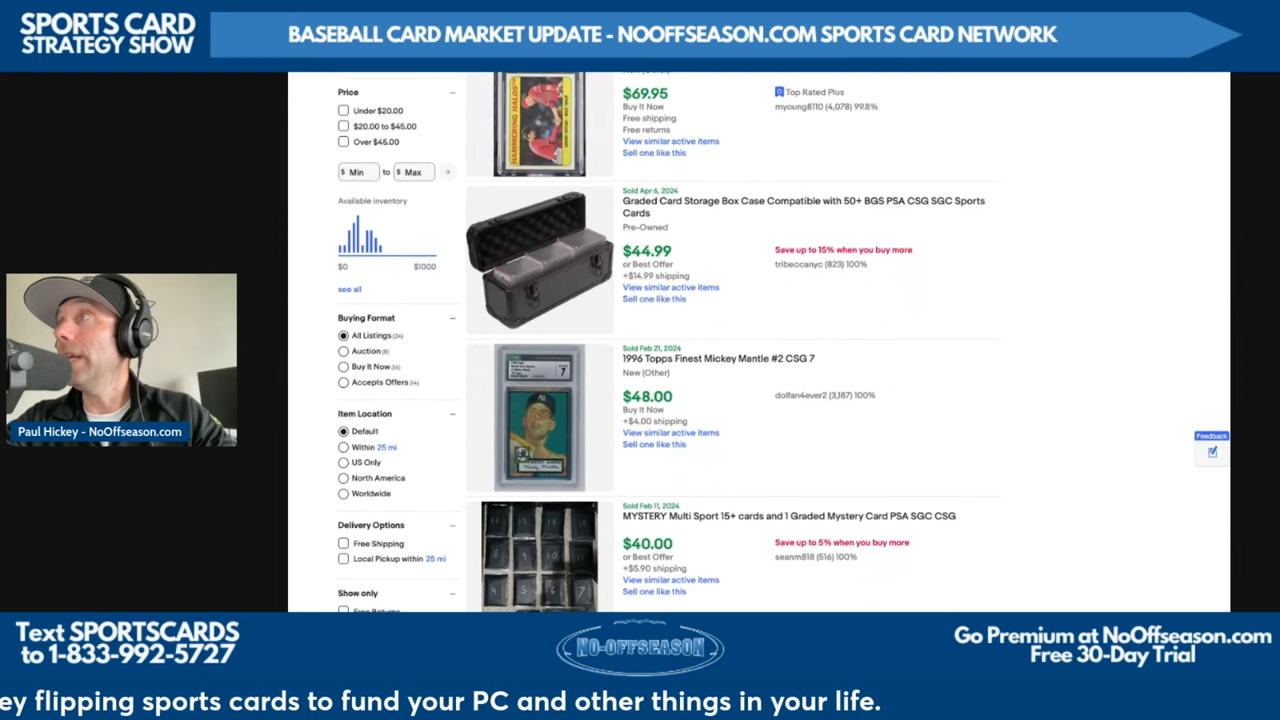 SPORTS CARD
STRATEGY SHOW
BASEBALL CARD MARKET UPDATE - NOOFFSEASON.COM SPORTS CARD NETWORK
Price
Under $20.00
$20.00 to $45.00
Over $45.00
$ Min to $ Max
Available inventory
$0 $1000
see all
Buying Format
All Listings (24)
Auction (8)
Buy It Now (16)
Accepts Offers (14)
Item Location
Default
Within 25 mi
US Only
North America
Worldwide
Delivery Options
Free Shipping
Local Pickup within 25 mi
Show only
Free Returns
HAMMERING HALOS
$69.95
Buy It Now
Free shipping
Free returns
View similar active items
Sell one like this
Top Rated Plus
myoung8110 (4,078) 99.8%
Sold Apr 6, 2024
Graded Card Storage Box Case Compatible with 50+ BGS PSA CSG SGC Sports
Cards
Pre-Owned
$44.99
or Best Offer
+$14.99 shipping
View similar active items
Sell one like this
Save up to 15% when you buy more
tribeccanyc (823) 100%
Sold Feb 21, 2024
1996 Topps Finest Mickey Mantle #2 CSG 7
New (Other)
$48.00
Buy It Now
+$4.00 shipping
View similar active items
Sell one like this
dolfan4ever2 (3,187) 100%
7
Sold Feb 11, 2024
MYSTERY Multi Sport 15+ cards and 1 Graded Mystery Card PSA SGC CSG
$40.00
or Best Offer
+$5.90 shipping
View similar active items
Sell one like this
Save up to 5% when you buy more
seanm818 (516) 100%
Feedback
Paul Hickey - NoOffseason.com
Text SPORTSCARDS
to 1-833-992-5727
NO-OFFSEASON
Go Premium at NoOffseason.com
Free 30-Day Trial
ey flipping sports cards to fund your PC and other things in your life.